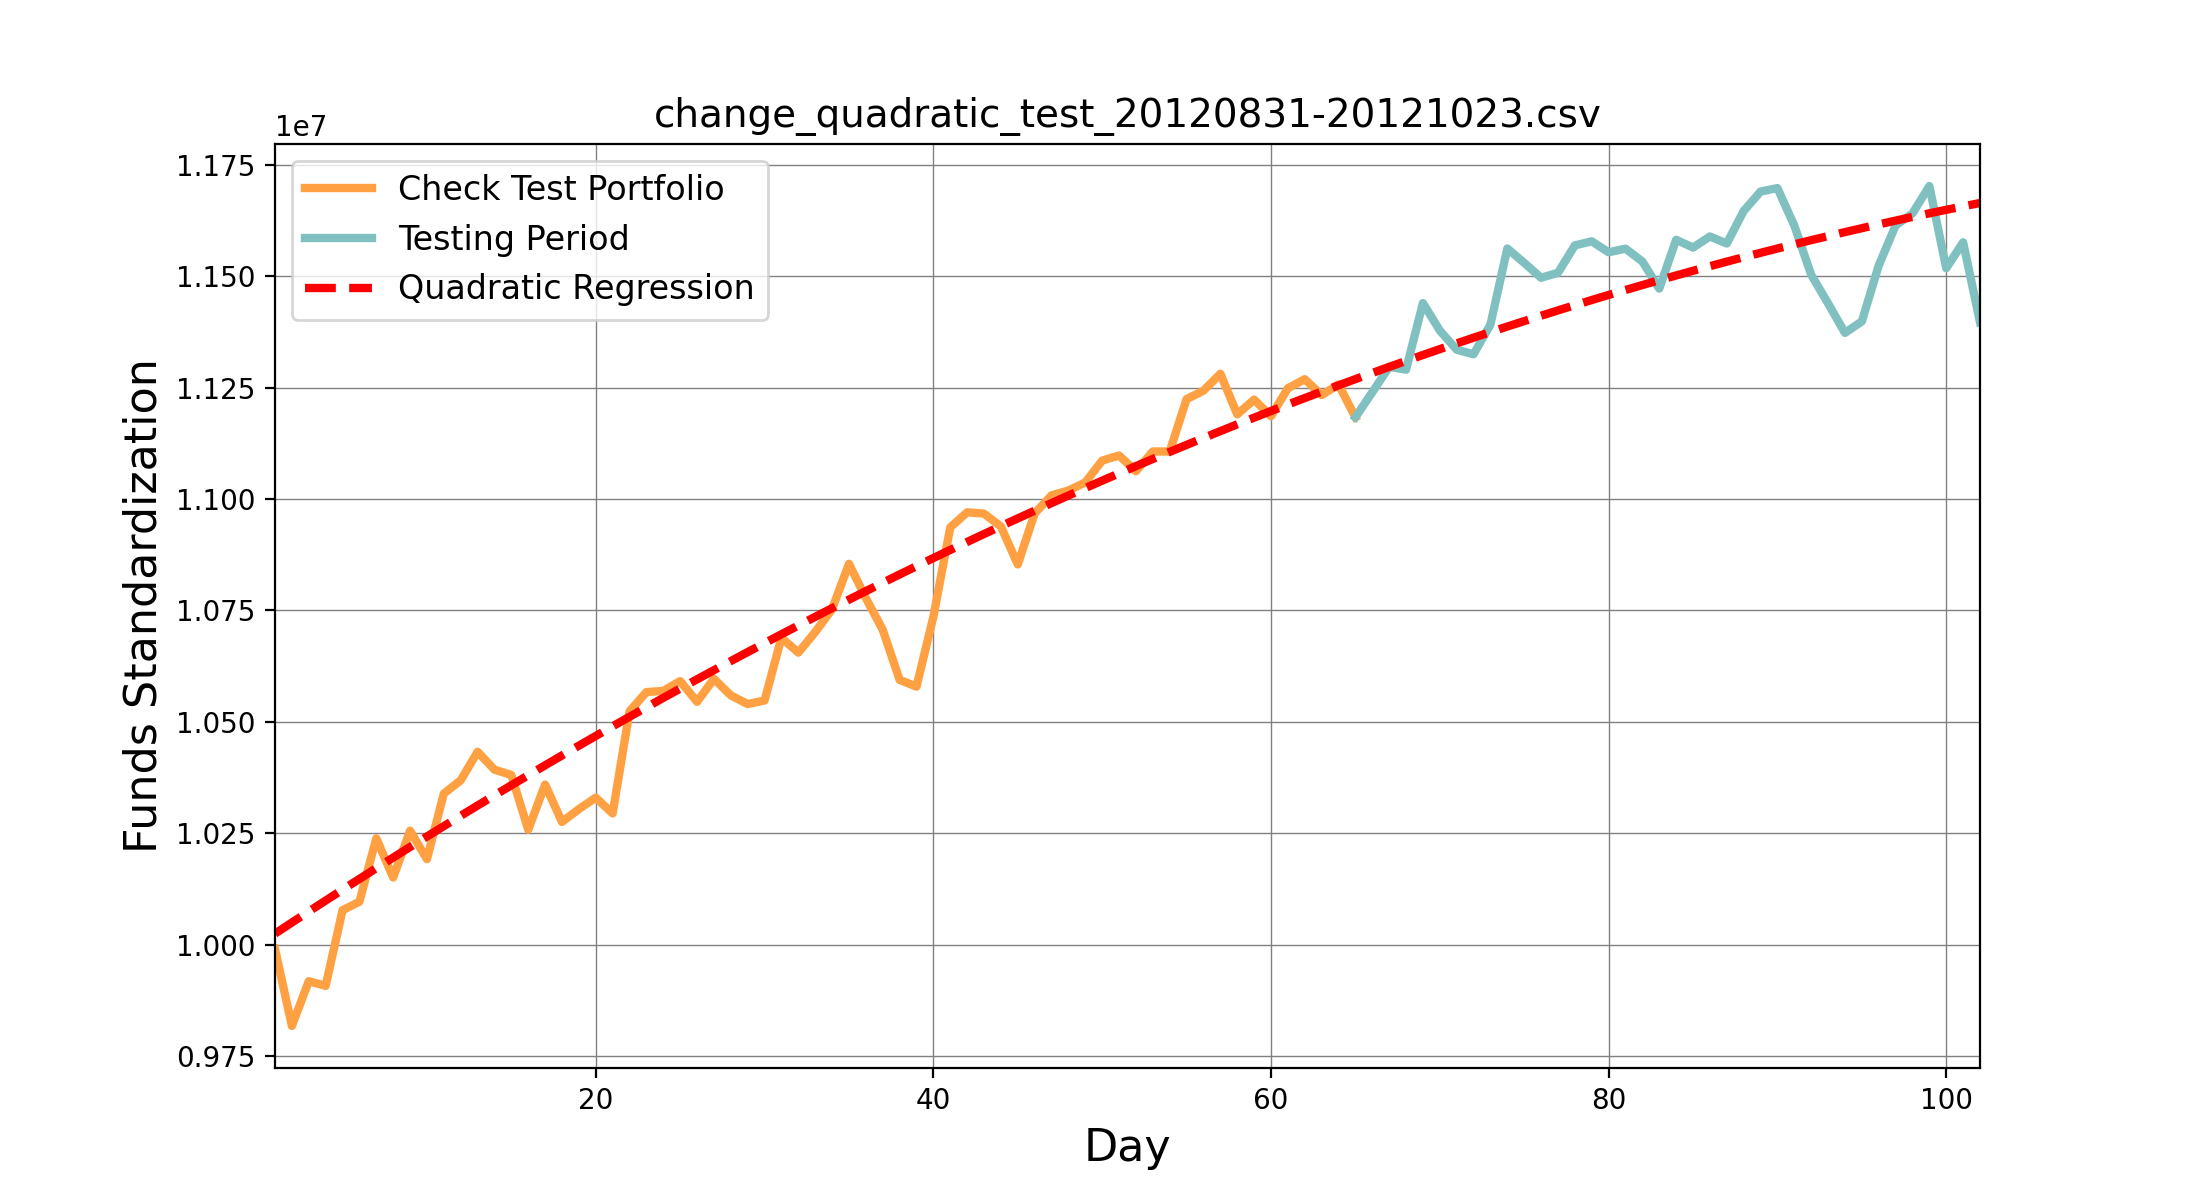 change_quadratic_test_20120831-20121023.csv
1e7
Check Test Portfolio
Testing Period
Quadratic Regression
1.175
1.150
1.125
1.100
1.075
1.050
1.025
1.000
0.975
Funds Standardization
20 40 60 80 100
Day